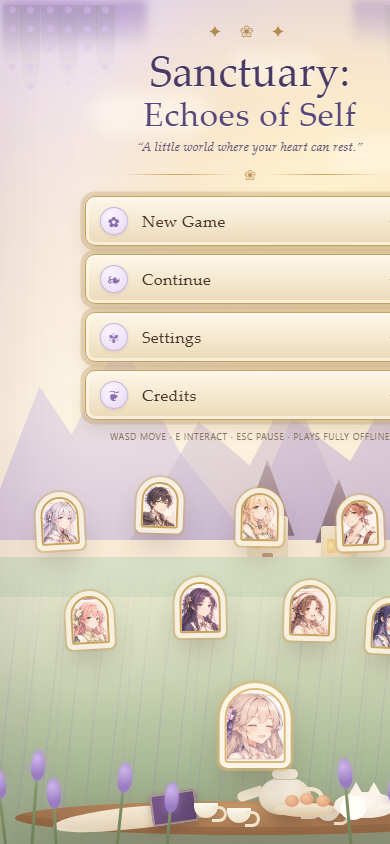 Sanctuary:
Echoes of Self
“A little world where your heart can rest.”
New Game
Continue
Settings
Credits
WASD MOVE · E INTERACT · ESC PAUSE · PLAYS FULLY OFFLINE